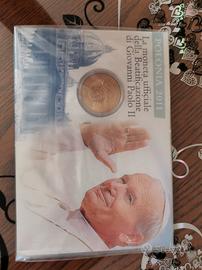 POLONIA 2011
La moneta ufficiale
della Beatificazione
di Giovanni Paolo II